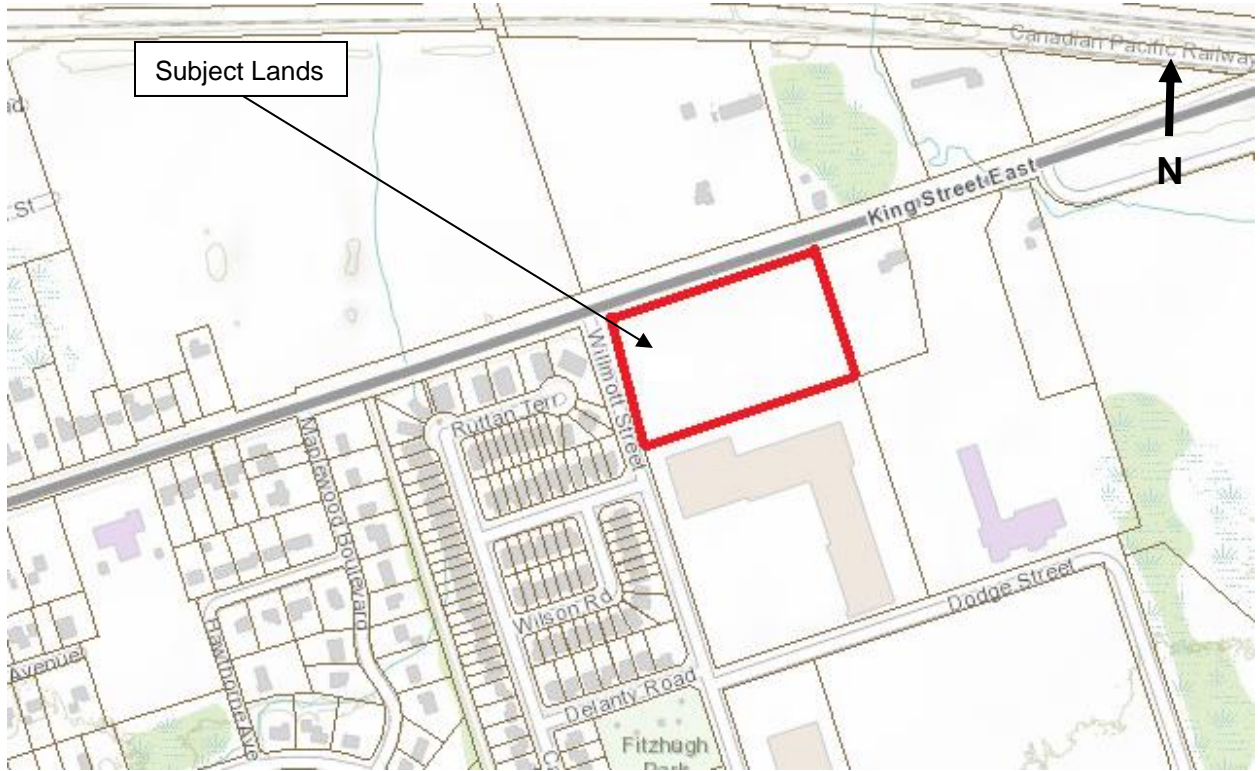 Canadian Pacific Railway
Subject Lands
N
King Street East
St
Willmott Street
Ruttan Terr
Maplewood Boulevard
Dodge Street
Wilson Rd
Avenue
Hawthorne Ave
Delanty Road
Fitzhugh
Park